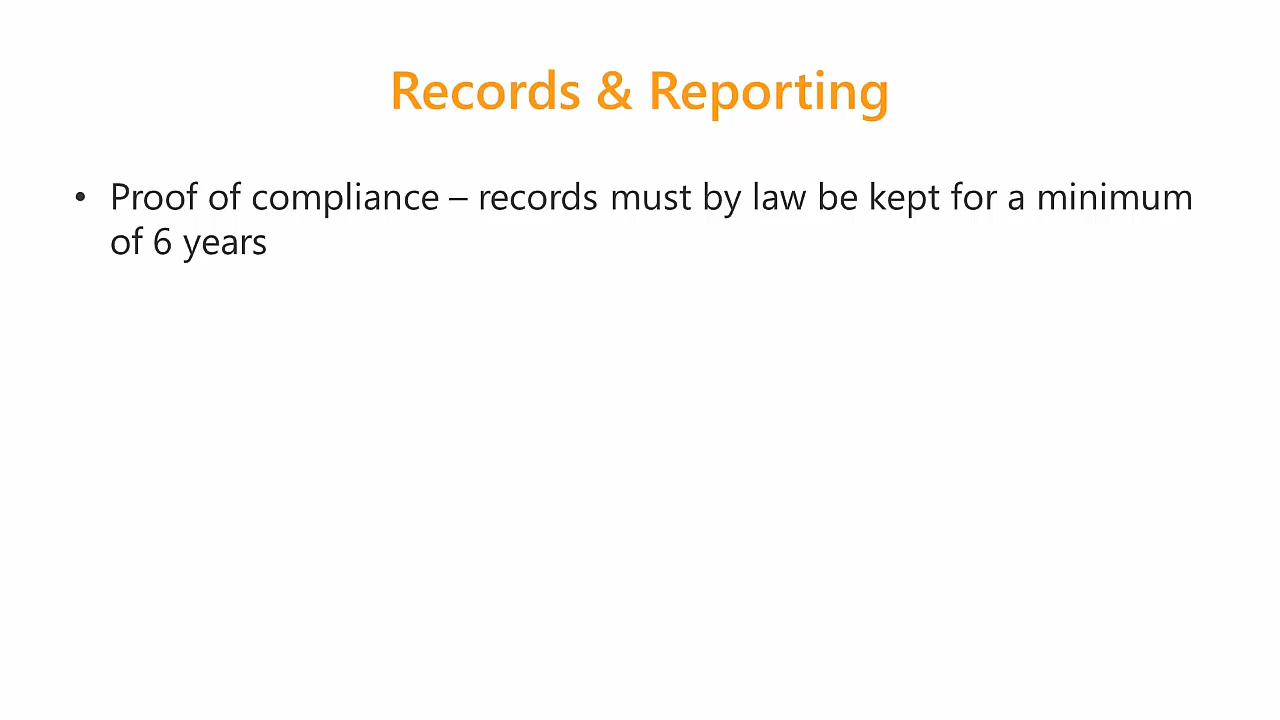 Records & Reporting
• Proof of compliance – records must by law be kept for a minimum
of 6 years